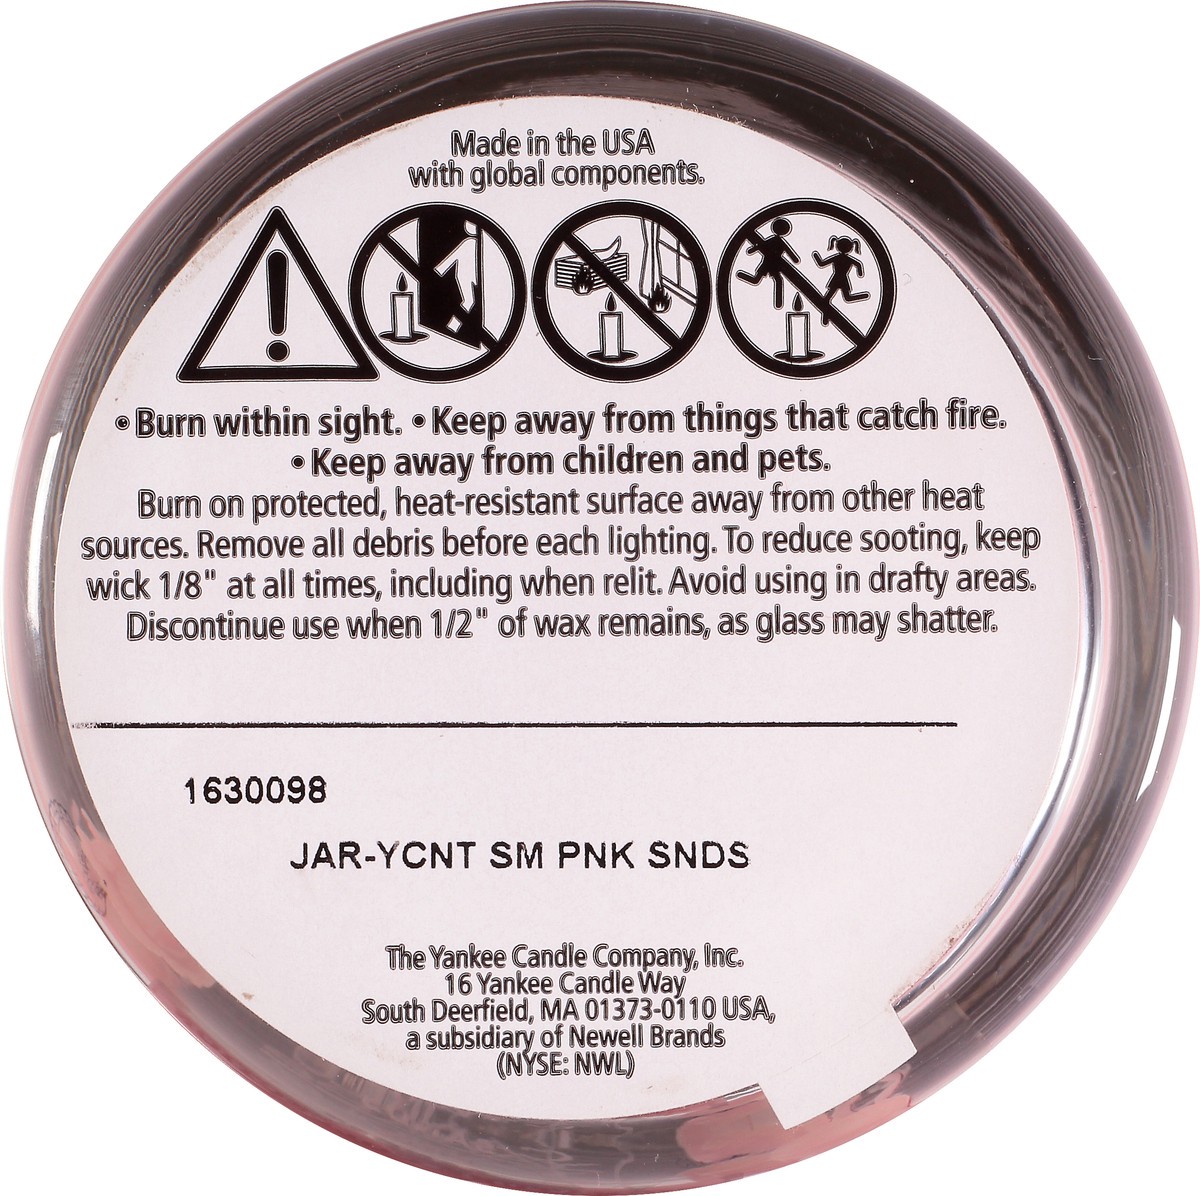 Made in the USA
with global components.
•Burn within sight. •Keep away from things that catch fire.
•Keep away from children and pets.
Burn on protected, heat-resistant surface away from other heat
sources. Remove all debris before each lighting. To reduce sooting, keep
wick 1/8" at all times, including when relit. Avoid using in drafty areas.
Discontinue use when 1/2" of wax remains, as glass may shatter.
1630098
JAR-YCNT SM PNK SNDS
The Yankee Candle Company, Inc.
16 Yankee Candle Way
South Deerfield, MA 01373-0110 USA,
a subsidiary of Newell Brands
(NYSE: NWL)